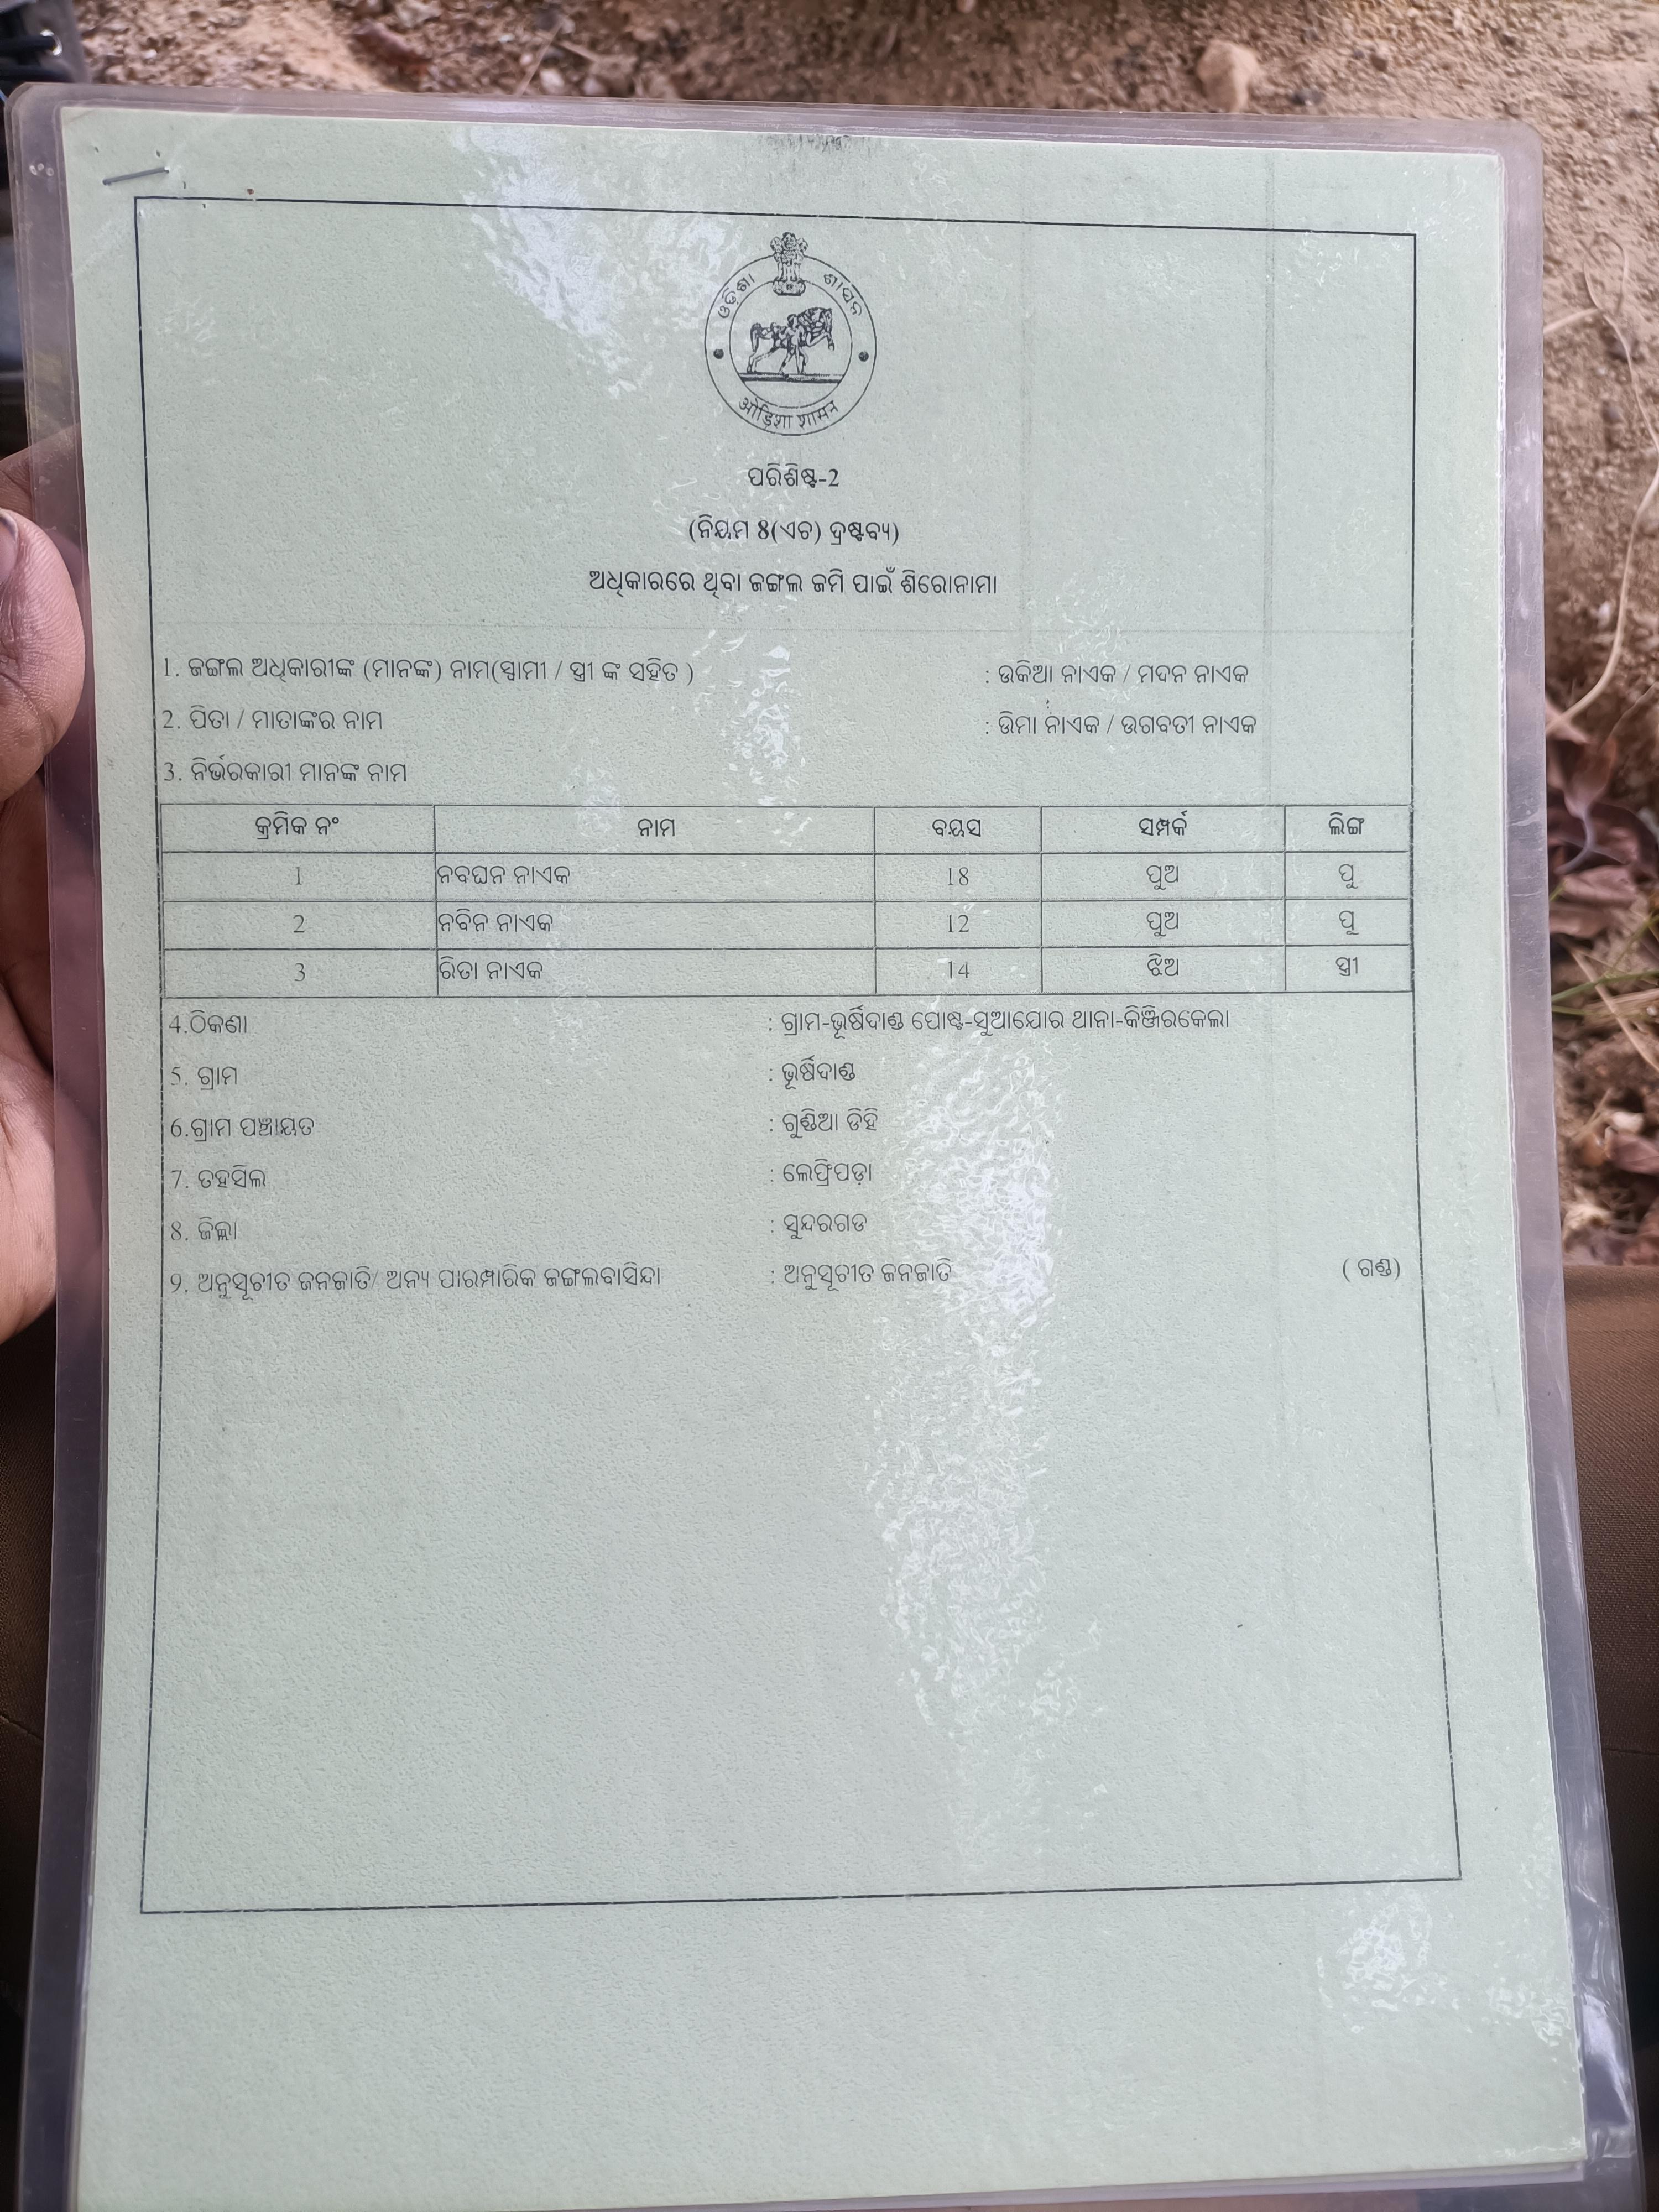 ଓଡ଼ିଶା ଶାସନ
ओड़िशा शासन
ପରିଶିଷ୍ଟ-2
(ନିୟମ 8(ଏଚ) ଦ୍ରଷ୍ଟବ୍ୟ)
ଅଧିକାରରେ ଥିବା ଜଙ୍ଗଲ ଜମି ପାଇଁ ଶିରୋନାମା
1. ଜଙ୍ଗଲ ଅଧିକାରୀଙ୍କ (ମାନଙ୍କ) ନାମ(ସ୍ୱାମୀ / ସ୍ତ୍ରୀ ଙ୍କ ସହିତ ) : ଉକିଆ ନାଏକ / ମଦନ ନାଏକ
2. ପିତା / ମାତାଙ୍କର ନାମ : ଭିମା ନାଏକ / ଭଗବତୀ ନାଏକ
3. ନିର୍ଭରକାରୀ ମାନଙ୍କ ନାମ
କ୍ରମିକ ନଂ ନାମ ବୟସ ସମ୍ପର୍କ ଲିଙ୍ଗ
1 ନବଘନ ନାଏକ 18 ପୁଅ ପୁ
2 ନବିନ ନାଏକ 12 ପୁଅ ପୁ
3 ରିତା ନାଏକ 14 ଝିଅ ସ୍ତ୍ରୀ
4.ଠିକଣା : ଗ୍ରାମ-ଭୂର୍ଷିଦାଣ୍ଡ ପୋଷ୍ଟ-ସୁଆଯୋର ଥାନା-କିଞ୍ଜିରକେଲା
5. ଗ୍ରାମ : ଭୂର୍ଷିଦାଣ୍ଡ
6.ଗ୍ରାମ ପଞ୍ଚାୟତ : ଗୁଣ୍ଡିଆ ଡିହି
7. ତହସିଲ : ଲେଫ୍ରିପଡ଼ା
8. ଜିଲ୍ଲା : ସୁନ୍ଦରଗଡ
9. ଅନୁସୂଚୀତ ଜନଜାତି/ ଅନ୍ୟ ପାରମ୍ପାରିକ ଜଙ୍ଗଲବାସିନ୍ଦା : ଅନୁସୂଚୀତ ଜନଜାତି ( ଗଣ୍ଡ)